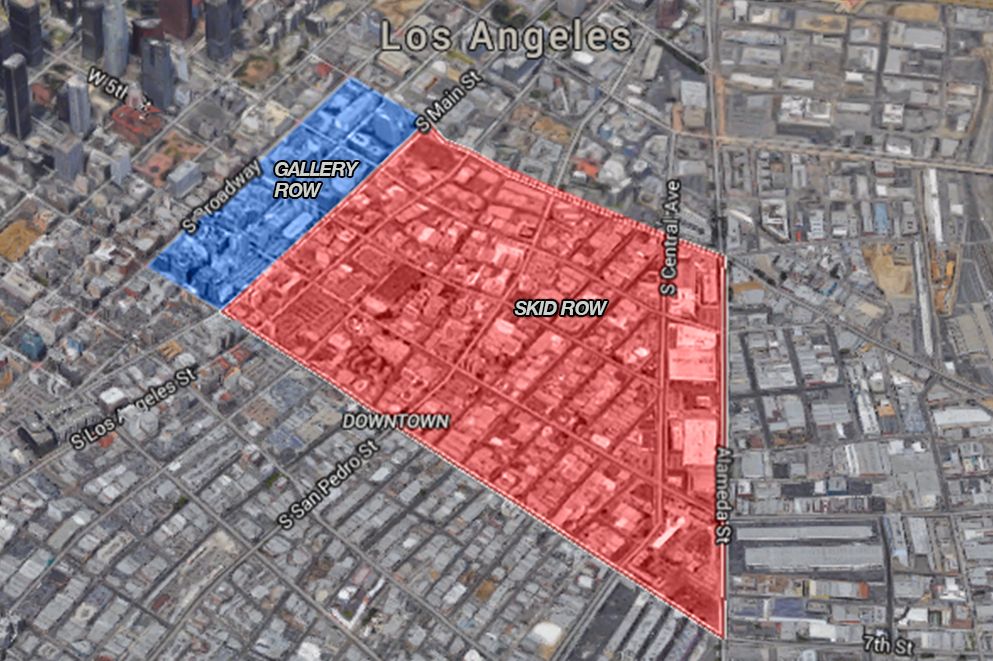 Los Angeles
W 5th
S Main St
GALLERY
ROW
S Broadway
S Central Ave
SKID ROW
S Los Angeles St
DOWNTOWN
S San Pedro St
Alameda St
7th St